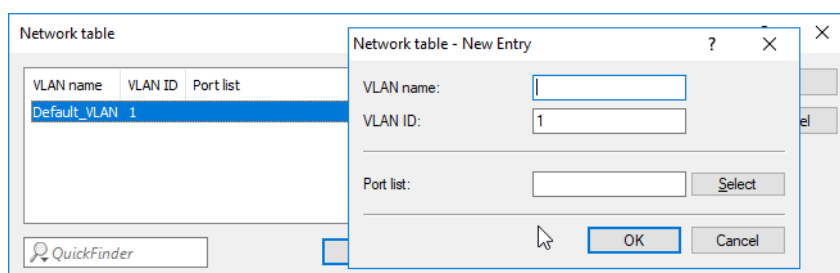 Network table
VLAN name VLAN ID Port list
Default_VLAN 1
QuickFinder
Network table - New Entry
? X
VLAN name:
VLAN ID: 1
Port list: Select
OK Cancel
el